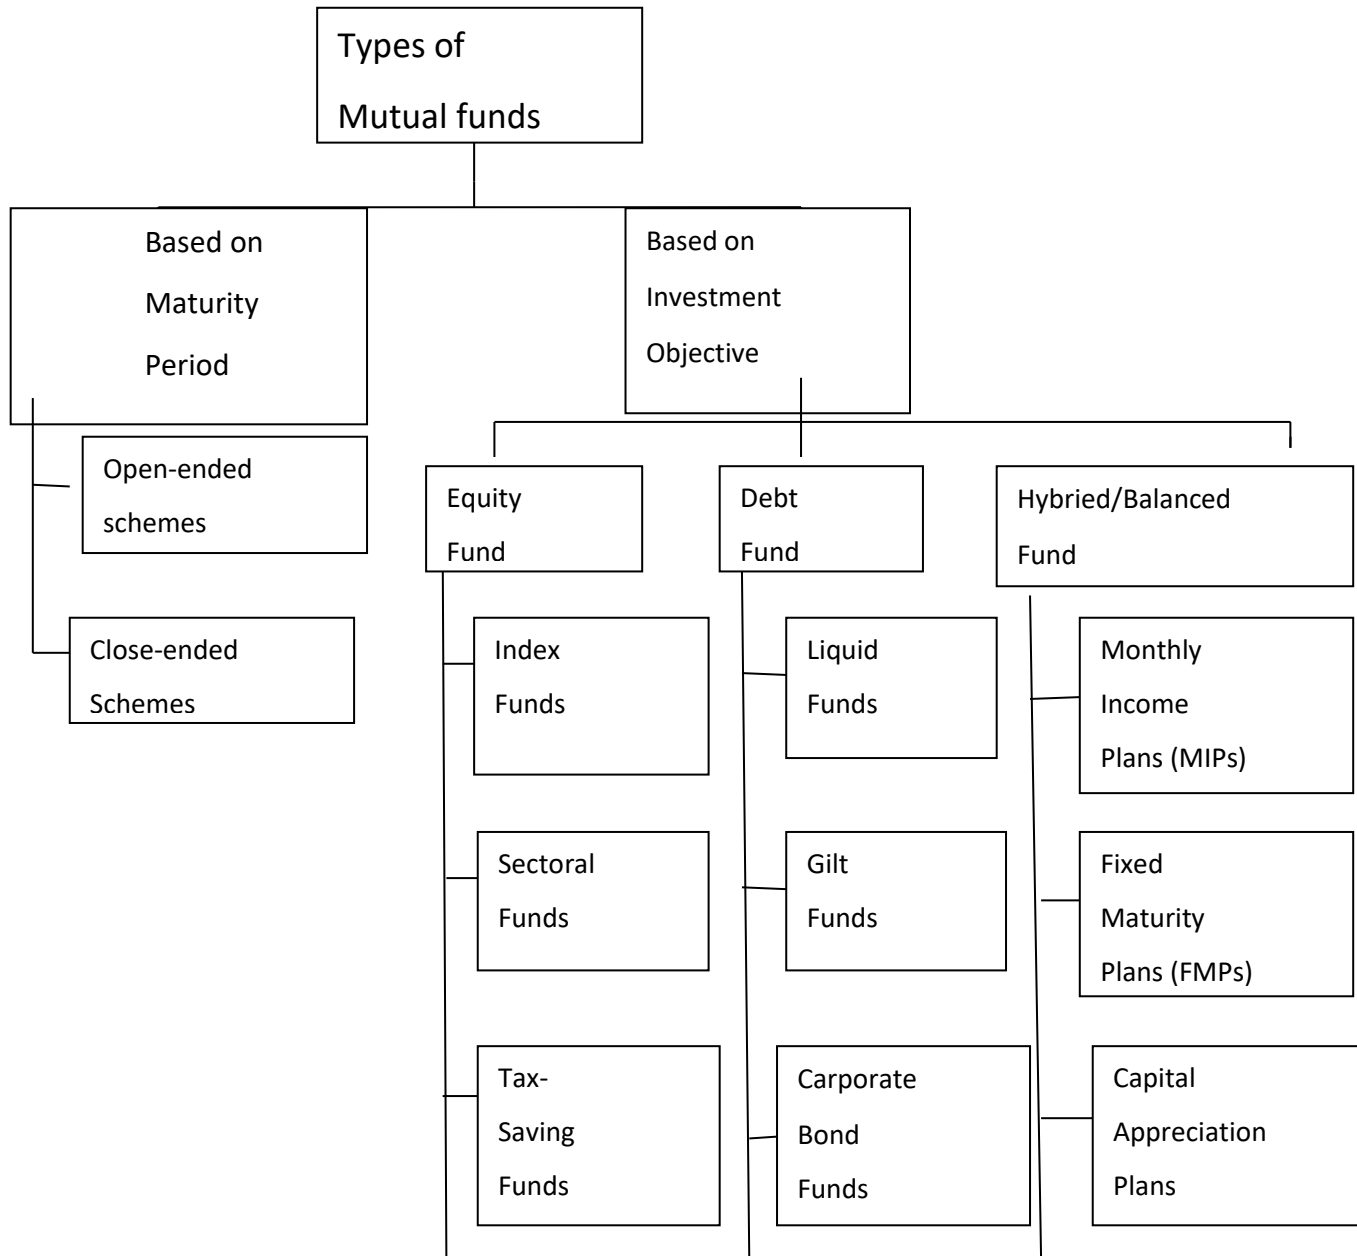 Types of
Mutual funds
Based on
Maturity
Period
Based on
Investment
Objective
Open-ended
schemes
Close-ended
Schemes
Equity
Fund
Debt
Fund
Hybried/Balanced
Fund
Index
Funds
Liquid
Funds
Monthly
Income
Plans (MIPs)
Sectoral
Funds
Gilt
Funds
Fixed
Maturity
Plans (FMPs)
Tax-
Saving
Funds
Carporate
Bond
Funds
Capital
Appreciation
Plans